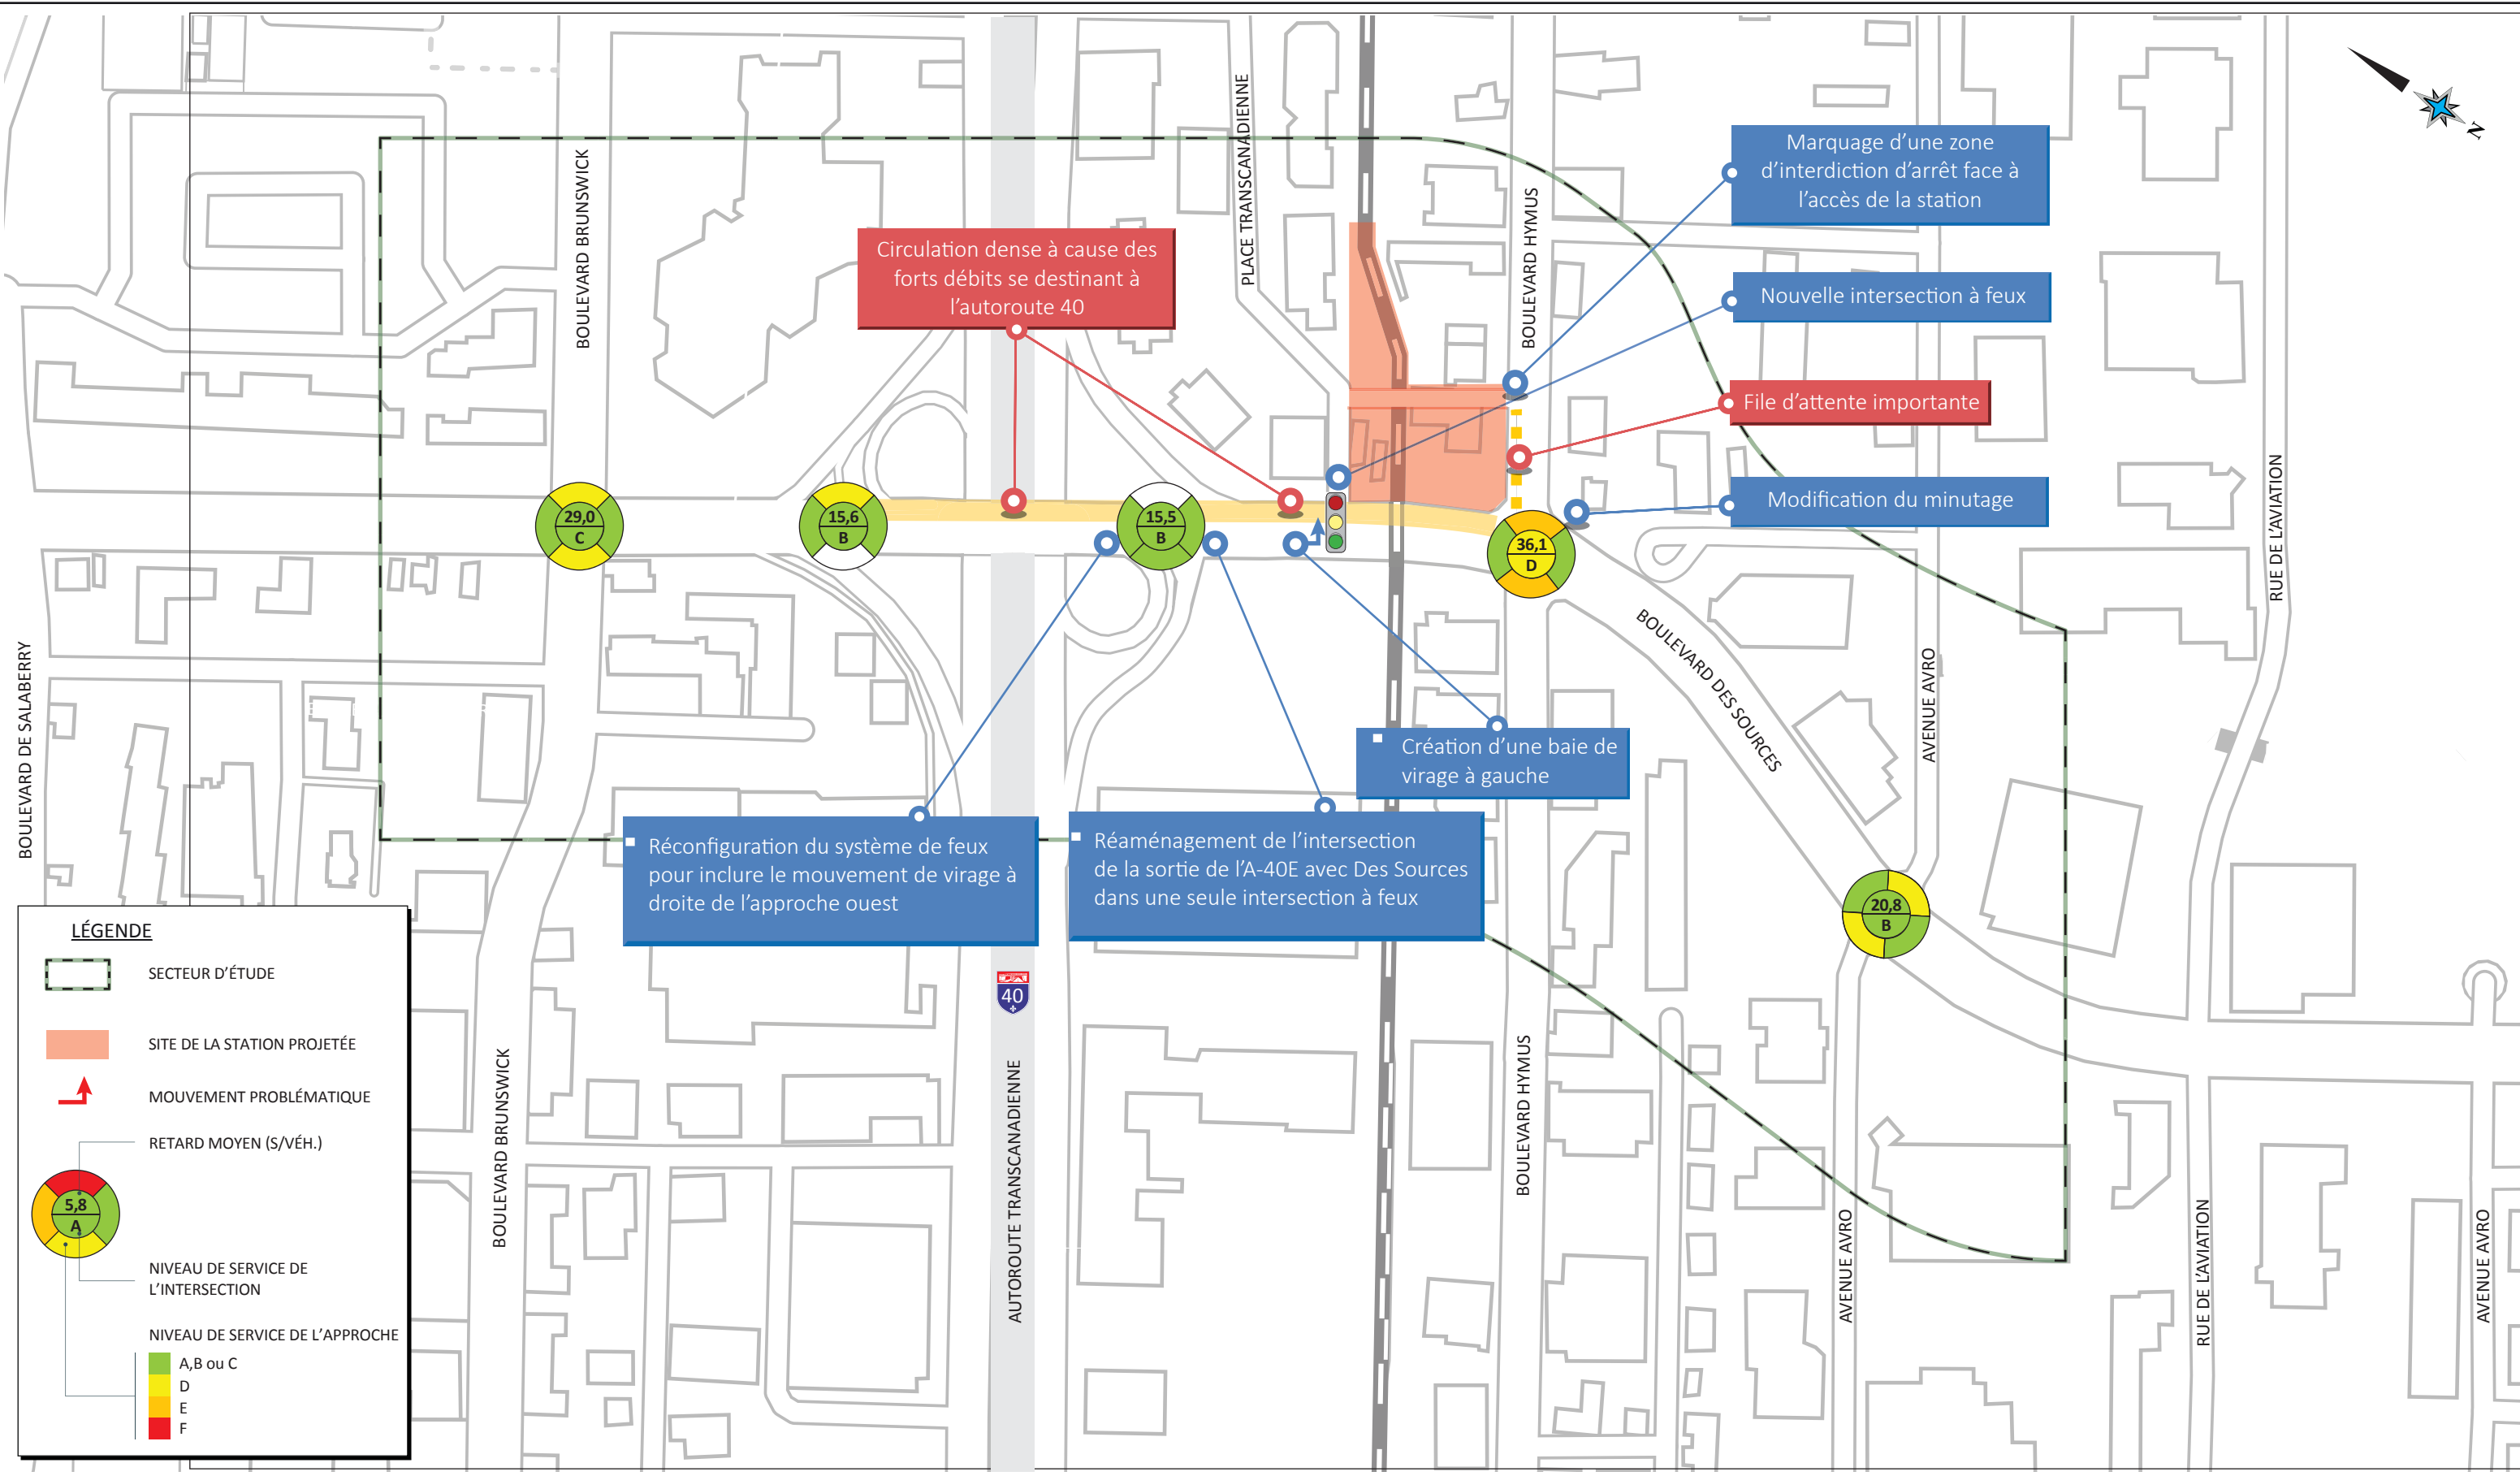 N
PLACE TRANSCANADIENNE
BOULEVARD BRUNSWICK
BOULEVARD HYMUS
Marquage d’une zone
d’interdiction d’arrêt face à
l’accès de la station
Circulation dense à cause des
forts débits se destinant à
l’autoroute 40
Nouvelle intersection à feux
File d’attente importante
Modification du minutage
RUE DE L’AVIATION
29,0
C
15,6
B
15,5
B
36,1
D
BOULEVARD DE SALABERRY
BOULEVARD DES SOURCES
AVENUE AVRO
Création d’une baie de
virage à gauche
Réconfiguration du système de feux
pour inclure le mouvement de virage à
droite de l’approche ouest
Réaménagement de l’intersection
de la sortie de l’A-40E avec Des Sources
dans une seule intersection à feux
20,8
B
40
BOULEVARD BRUNSWICK
AUTOROUTE TRANSCANADIENNE
BOULEVARD HYMUS
AVENUE AVRO
RUE DE L’AVIATION
AVENUE AVRO
LÉGENDE
SECTEUR D’ÉTUDE
SITE DE LA STATION PROJETÉE
MOUVEMENT PROBLÉMATIQUE
RETARD MOYEN (S/VÉH.)
5,8
A
NIVEAU DE SERVICE DE
L’INTERSECTION
NIVEAU DE SERVICE DE L’APPROCHE
A,B ou C
D
E
F